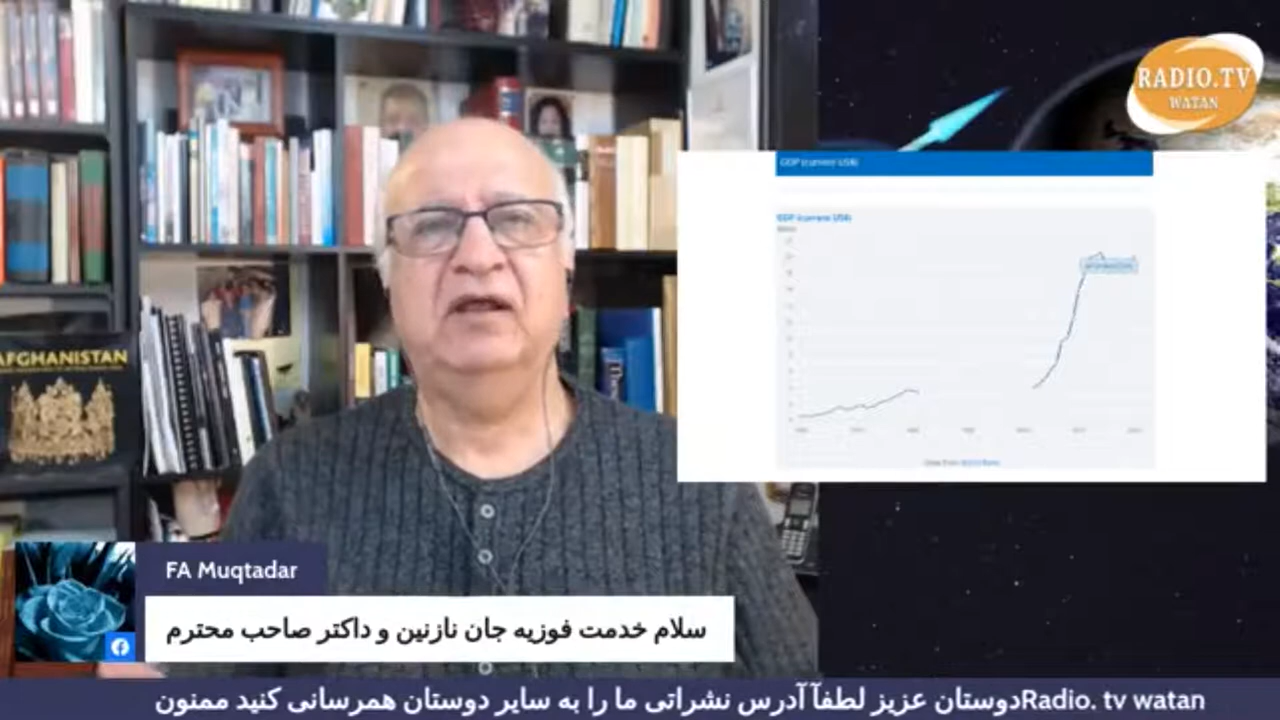 RADIO.TV
WATAN
GDP (current US$)
GDP (current US$)
AFGHANISTAN
FA Muqtadar
سلام خدمت فوزیه جان نازنین و داکتر صاحب محترم
Radio. tv watanدوستان عزیز لطفآ آدرس نشراتی ما را به سایر دوستان همرسانی کنید ممنون